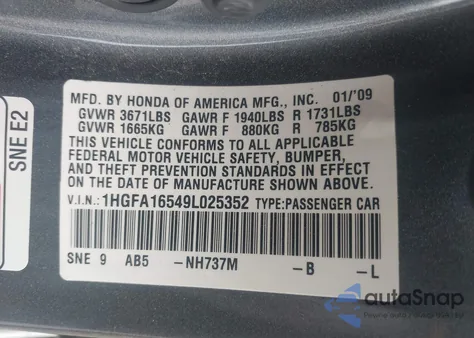 MFD. BY HONDA OF AMERICA MFG., INC. 01/'09
GVWR 3671LBS GAWR F 1940LBS R 1731LBS
GVWR 1665KG GAWR F 880KG R 785KG
THIS VEHICLE CONFORMS TO ALL APPLICABLE
FEDERAL MOTOR VEHICLE SAFETY, BUMPER,
AND THEFT PREVENTION STANDARDS IN
EFFECT ON THE DATE OF MANUFACTURE SHOWN ABOVE.
V.I.N.: 1HGFA16549L025352 TYPE:PASSENGER CAR
SNE 9 AB5 -NH737M -B -L
SNE E2
autoSnap